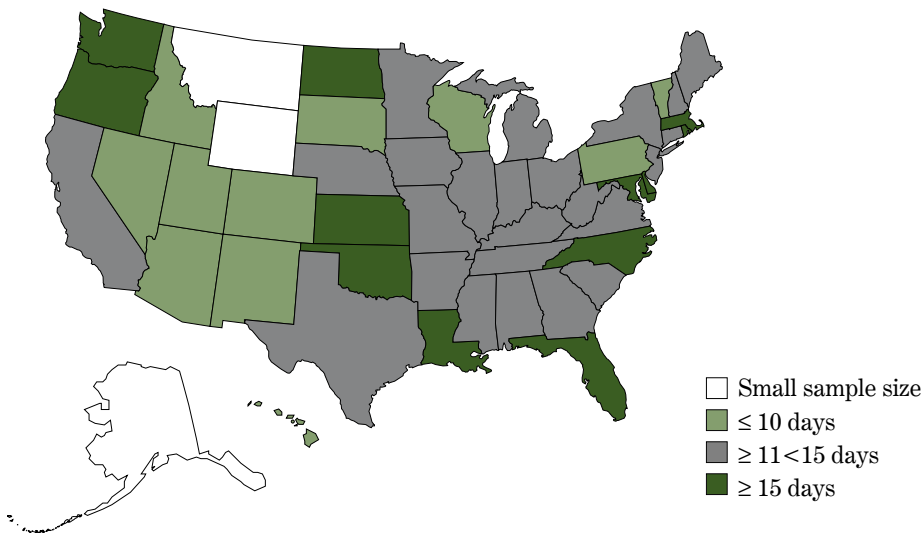 Small sample size
≤ 10 days
≥ 11<15 days
≥ 15 days